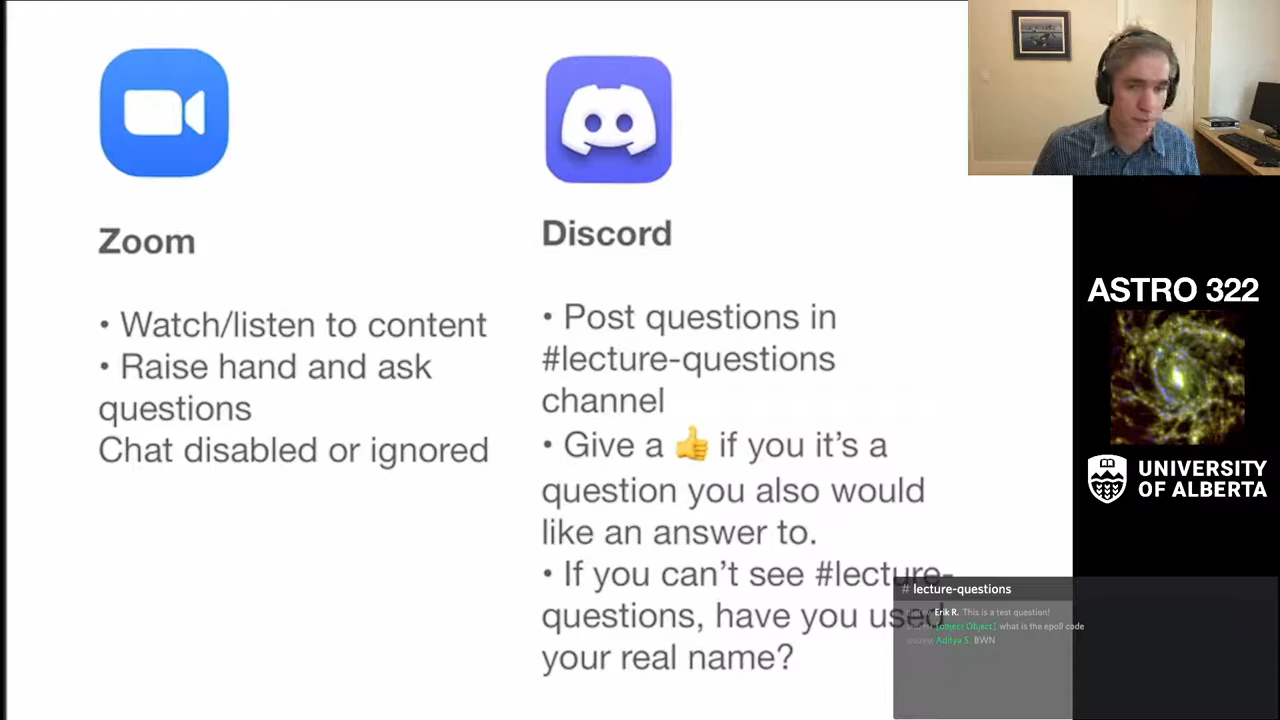 Zoom
• Watch/listen to content
• Raise hand and ask
questions
Chat disabled or ignored
Discord
• Post questions in
#lecture-questions
channel
• Give a 👍 if you it's a
question you also would
like an answer to.
• If you can't see #lecture-
questions, have you used
your real name?
ASTRO 322
UNIVERSITY
OF ALBERTA
# lecture-questions
Erik R. This is a test question!
[object Object] what is the epoll code
Aditya S. BWN